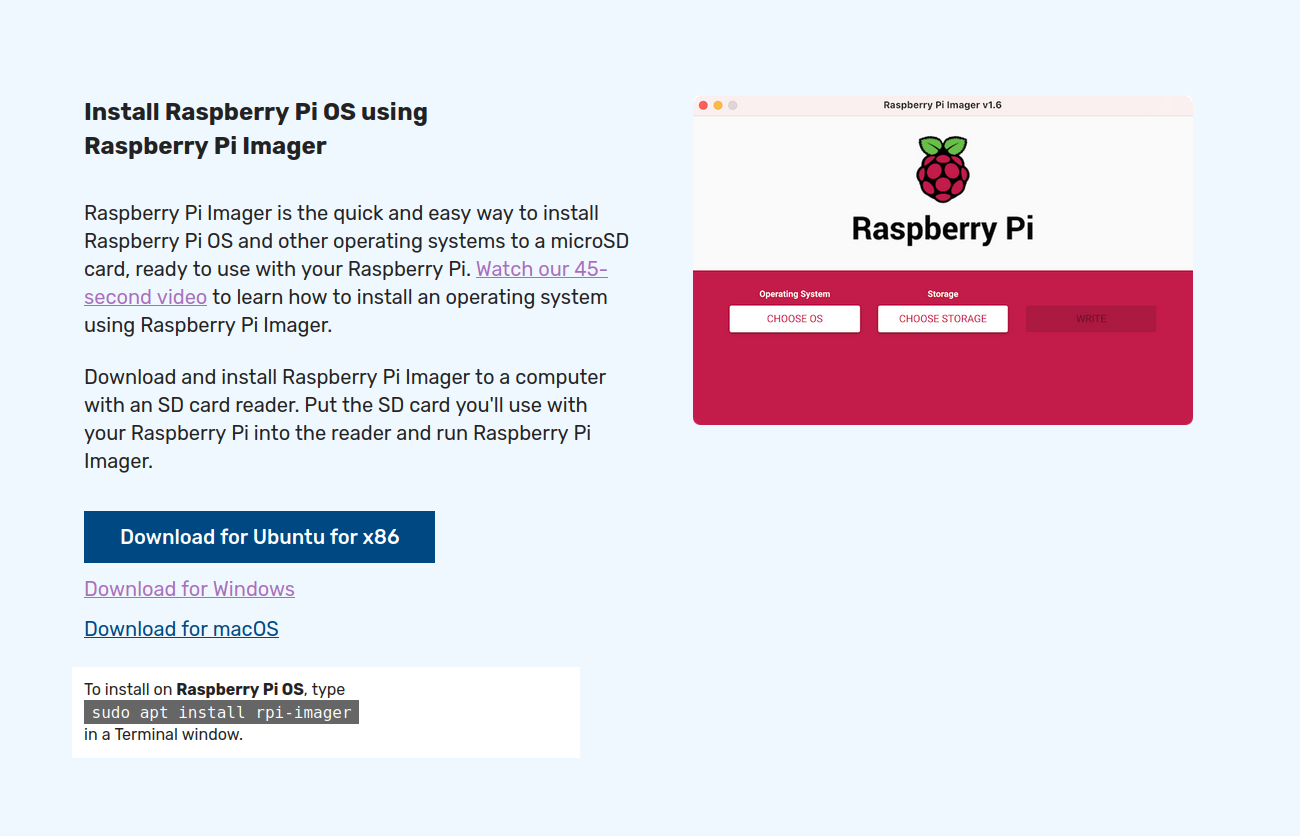 Install Raspberry Pi OS using
Raspberry Pi Imager
Raspberry Pi Imager is the quick and easy way to install
Raspberry Pi OS and other operating systems to a microSD
card, ready to use with your Raspberry Pi. Watch our 45-
second video to learn how to install an operating system
using Raspberry Pi Imager.
Download and install Raspberry Pi Imager to a computer
with an SD card reader. Put the SD card you'll use with
your Raspberry Pi into the reader and run Raspberry Pi
Imager.
Download for Ubuntu for x86
Download for Windows
Download for macOS
To install on Raspberry Pi OS, type
sudo apt install rpi-imager
in a Terminal window.
Raspberry Pi Imager v1.6
Raspberry Pi
Operating System Storage
CHOOSE OS CHOOSE STORAGE WRITE